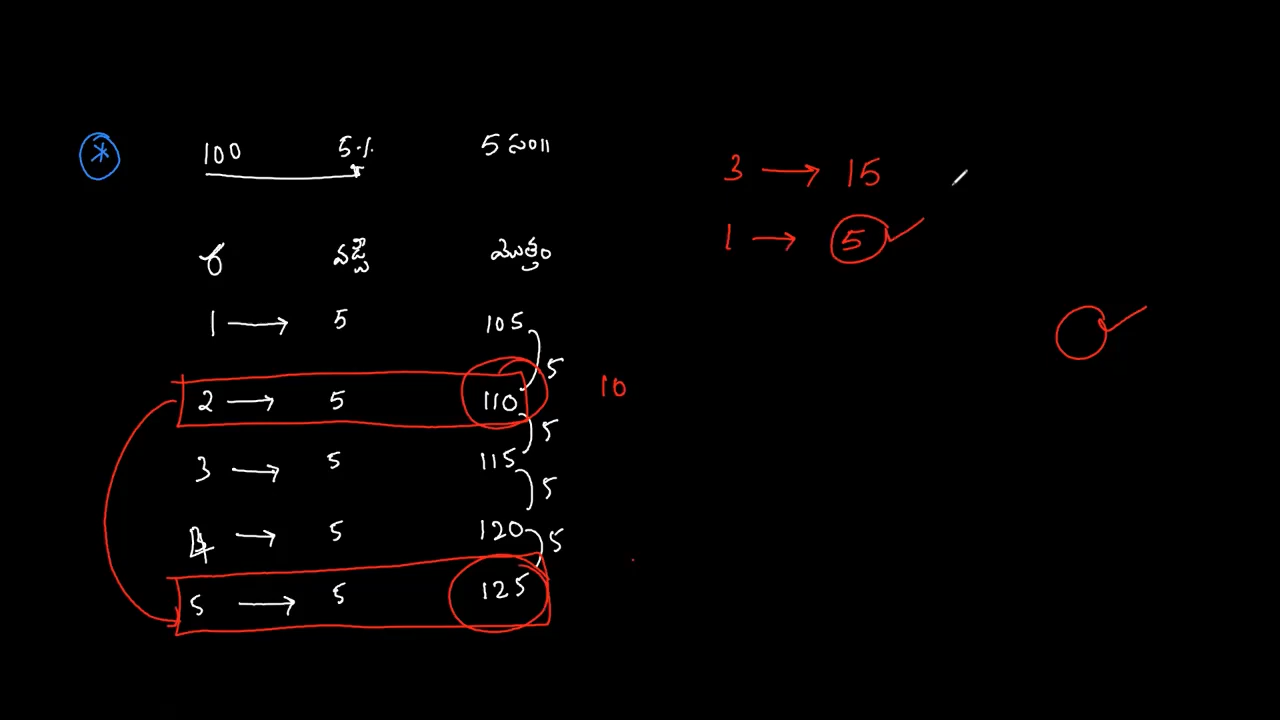 * 100 5% 5 సం॥
కా వడ్డీ మొత్తం
1 → 5 105
5
2 → 5 110 10
5
3 → 5 115
5
4 → 5 120
5
5 → 5 125
3 → 15
1 → 5 ✓